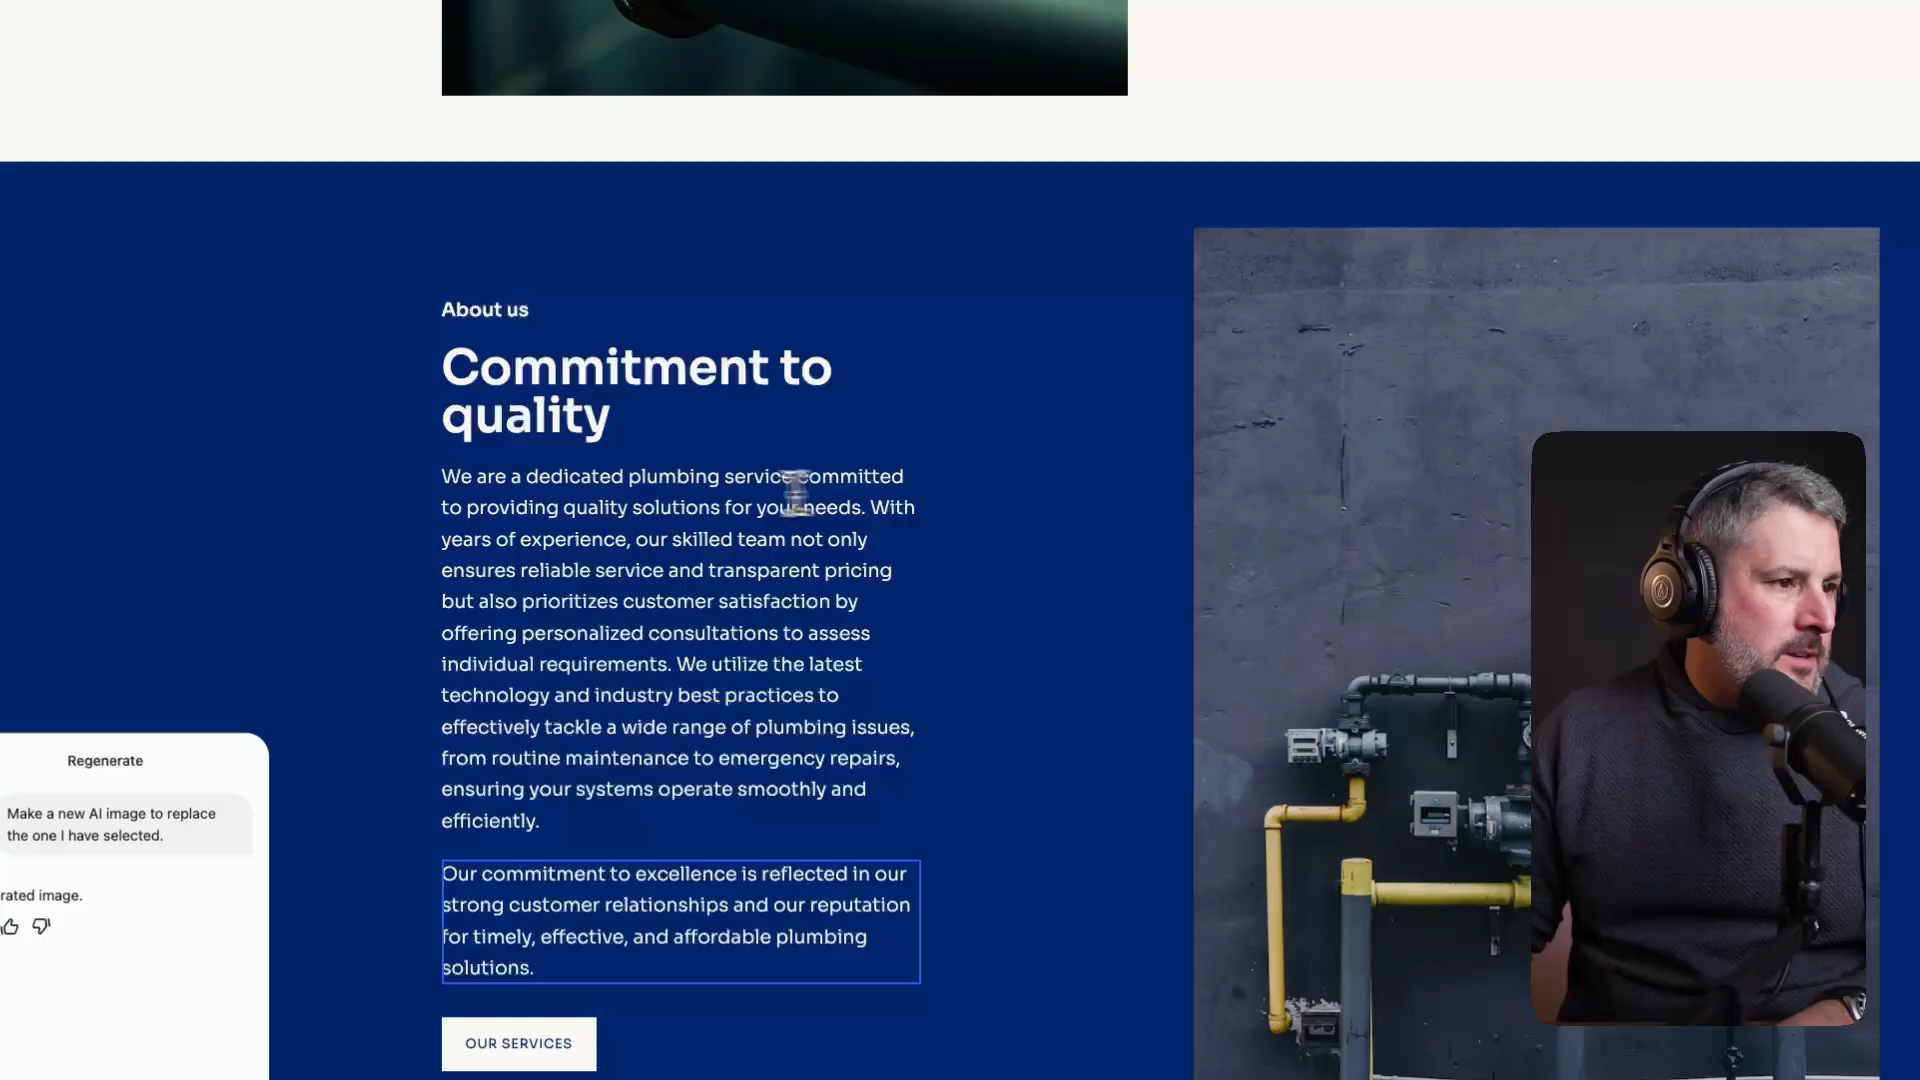 About us
Commitment to
quality
We are a dedicated plumbing service committed
to providing quality solutions for your needs. With
years of experience, our skilled team not only
ensures reliable service and transparent pricing
but also prioritizes customer satisfaction by
offering personalized consultations to assess
individual requirements. We utilize the latest
technology and industry best practices to
effectively tackle a wide range of plumbing issues,
from routine maintenance to emergency repairs,
ensuring your systems operate smoothly and
efficiently.
Our commitment to excellence is reflected in our
strong customer relationships and our reputation
for timely, effective, and affordable plumbing
solutions.
OUR SERVICES
Regenerate
Make a new AI image to replace
the one I have selected.
rated image.